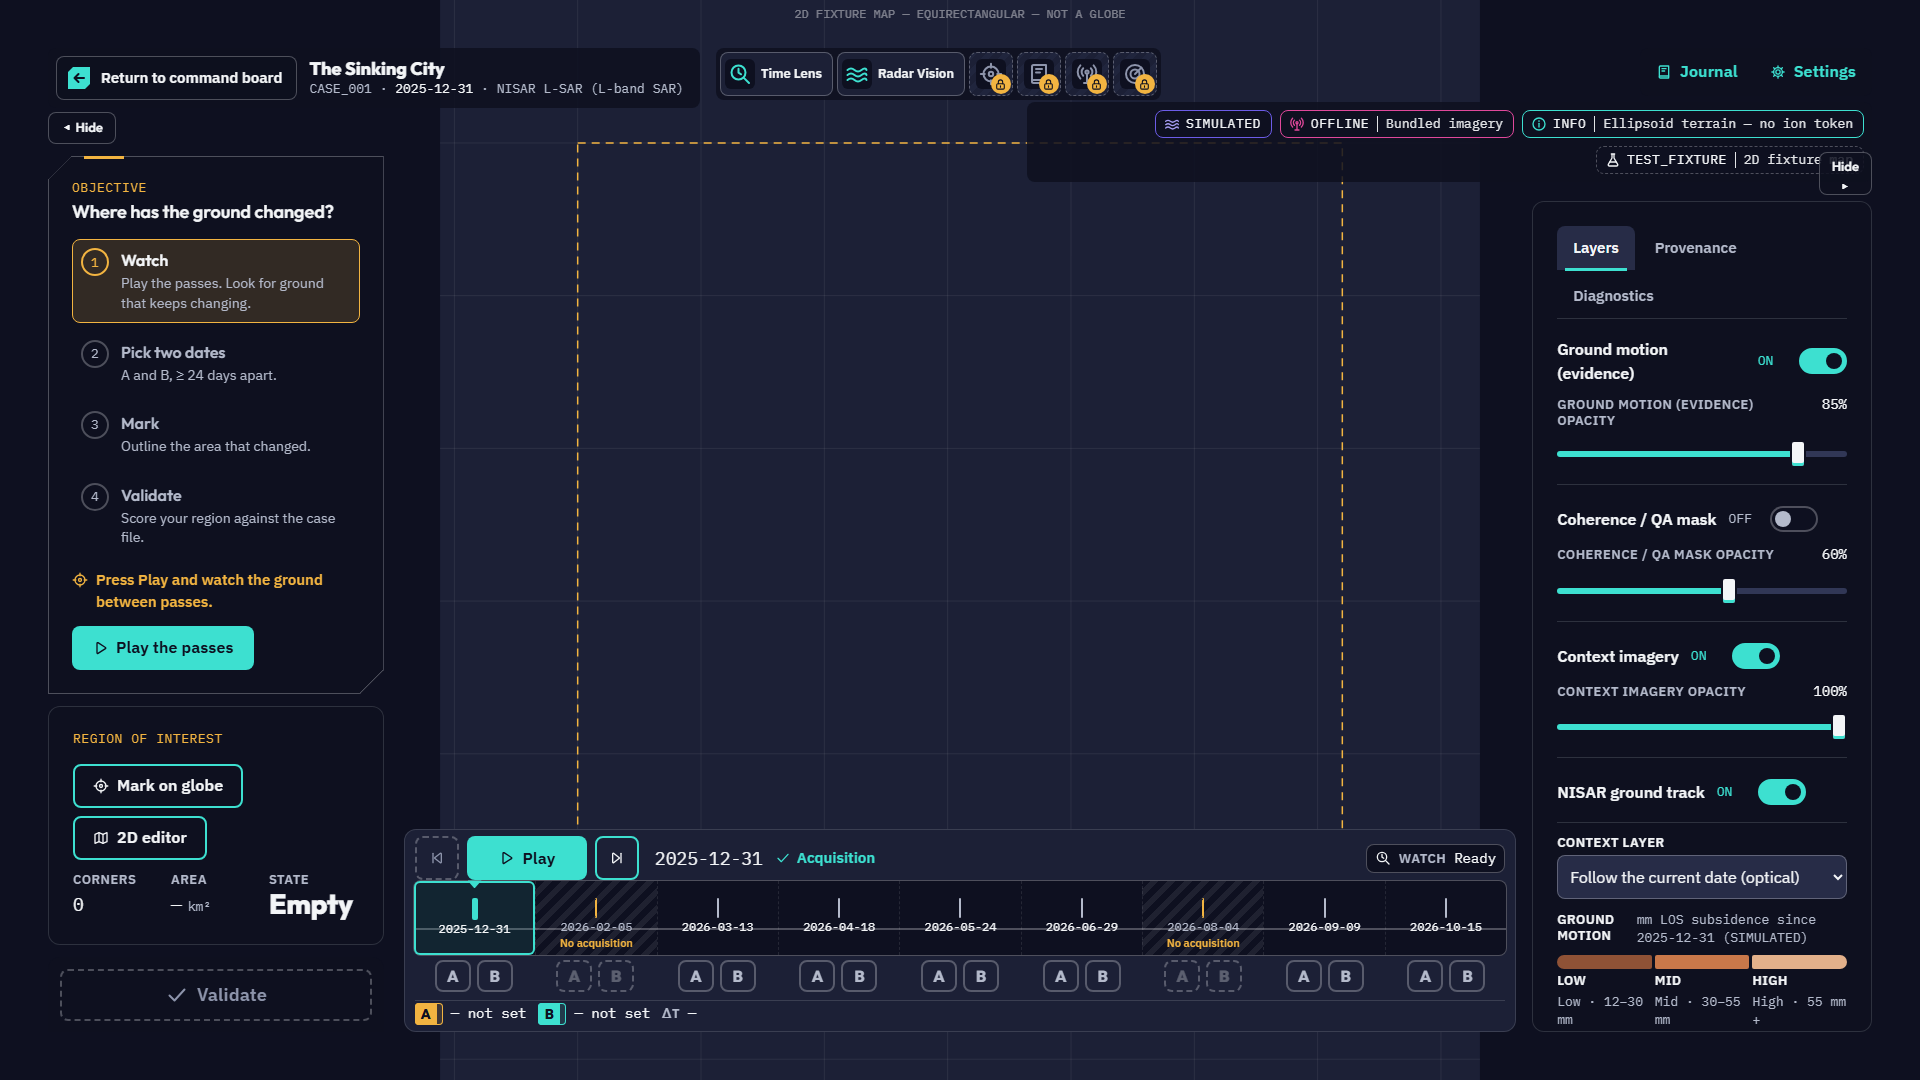 2D FIXTURE MAP — EQUIRECTANGULAR — NOT A GLOBE
Return to command board
The Sinking City
CASE_001 · 2025-12-31 · NISAR L-SAR (L-band SAR)
Time Lens
Radar Vision
Journal
Settings
◂ Hide
SIMULATED
OFFLINE | Bundled imagery
INFO | Ellipsoid terrain — no ion token
TEST_FIXTURE | 2D fixture
Hide ▸
OBJECTIVE
Where has the ground changed?
1 Watch
Play the passes. Look for ground
that keeps changing.
2 Pick two dates
A and B, ≥ 24 days apart.
3 Mark
Outline the area that changed.
4 Validate
Score your region against the case
file.
Press Play and watch the ground
between passes.
Play the passes
REGION OF INTEREST
Mark on globe
2D editor
CORNERS AREA STATE
0 — km² Empty
Validate
Play
2025-12-31 Acquisition
WATCH Ready
2025-12-31 2026-02-05 2026-03-13 2026-04-18 2026-05-24 2026-06-29 2026-08-04 2026-09-09 2026-10-15
No acquisition No acquisition
A B A B A B A B A B A B A B A B A B
A — not set B — not set ΔT —
Layers Provenance
Diagnostics
Ground motion
(evidence)
ON
GROUND MOTION (EVIDENCE)
OPACITY
85%
Coherence / QA mask OFF
COHERENCE / QA MASK OPACITY 60%
Context imagery ON
CONTEXT IMAGERY OPACITY 100%
NISAR ground track ON
CONTEXT LAYER
Follow the current date (optical)
GROUND
MOTION
mm LOS subsidence since
2025-12-31 (SIMULATED)
LOW MID HIGH
Low · 12–30
mm
Mid · 30–55
mm
High · 55 mm
+